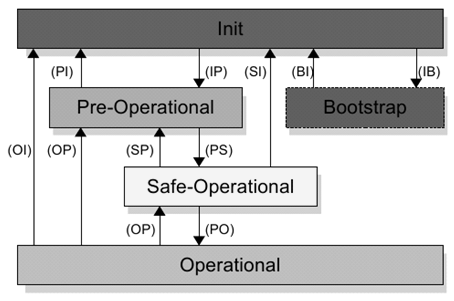 Init
(PI)
(IP)
(SI)
(BI)
(IB)
Pre-Operational
Bootstrap
(OI)
(OP)
(SP)
(PS)
Safe-Operational
(OP)
(PO)
Operational